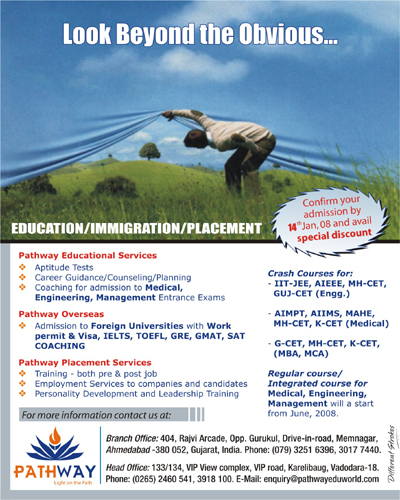 Look Beyond the Obvious...
Confirm your
admission by
14th Jan, 08 and avail
special discount
EDUCATION/IMMIGRATION/PLACEMENT
Pathway Educational Services
❖ Aptitude Tests
❖ Career Guidance/Counseling/Planning
❖ Coaching for admission to Medical,
Engineering, Management Entrance Exams
Pathway Overseas
❖ Admission to Foreign Universities with Work
permit & Visa, IELTS, TOEFL, GRE, GMAT, SAT
COACHING
Pathway Placement Services
❖ Training - both pre & post job
❖ Employment Services to companies and candidates
❖ Personality Development and Leadership Training
Crash Courses for:
- IIT-JEE, AIEEE, MH-CET,
GUJ-CET (Engg.)
- AIMPT, AIIMS, MAHE,
MH-CET, K-CET (Medical)
- G-CET, MH-CET, K-CET,
(MBA, MCA)
Regular course/
Integrated course for
Medical, Engineering,
Management will a start
from June, 2008.
For more information contact us at:
PATHWAY
Light on the Path
Branch Office: 404, Rajvi Arcade, Opp. Gurukul, Drive-in-road, Memnagar,
Ahmedabad -380 052, Gujarat, India. Phone: (079) 3251 6396, 3017 7440.
Head Office: 133/134, VIP View complex, VIP road, Karelibaug, Vadodara-18.
Phone: (0265) 2460 541, 3918 100. E-Mail: enquiry@pathwayeduworld.com
Different Strokes